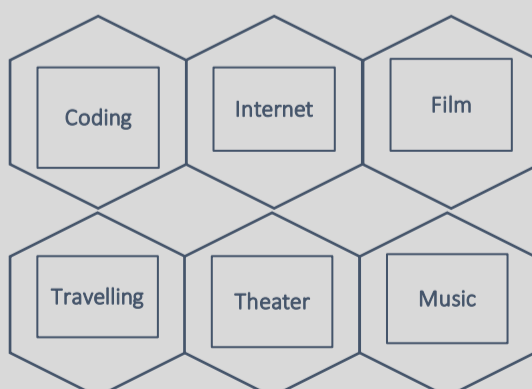 Coding
Internet
Film
Travelling
Theater
Music